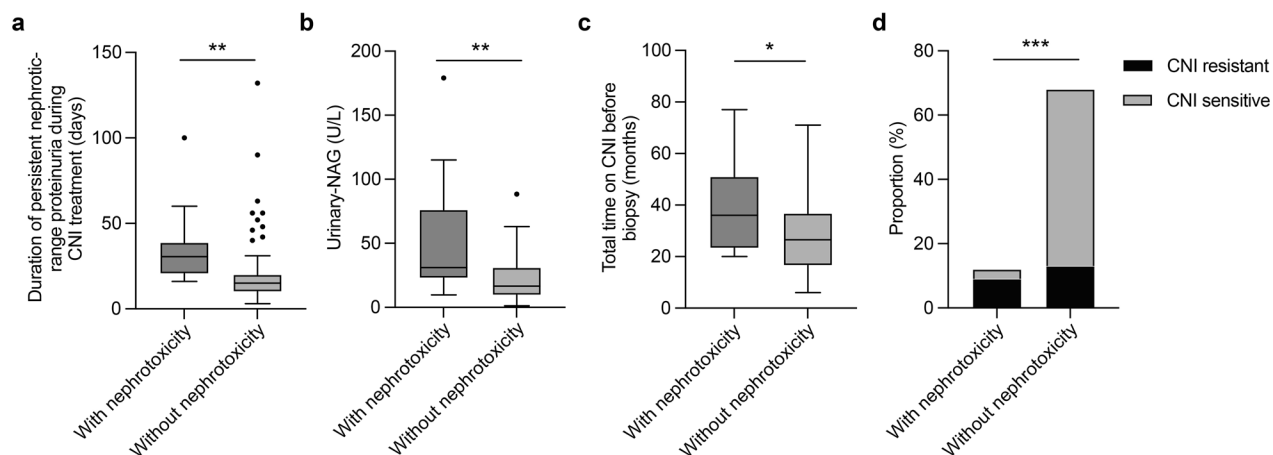 a
Duration of persistent nephrotic-
range proteinuria during
CNI treatment (days)
150
100
50
0
**
With nephrotoxicity
Without nephrotoxicity
b
Urinary-NAG (U/L)
200
150
100
50
0
**
With nephrotoxicity
Without nephrotoxicity
c
Total time on CNI before
biopsy (months)
100
80
60
40
20
0
*
With nephrotoxicity
Without nephrotoxicity
d
Proportion (%)
80
60
40
20
0
***
With nephrotoxicity
Without nephrotoxicity
CNI resistant
CNI sensitive